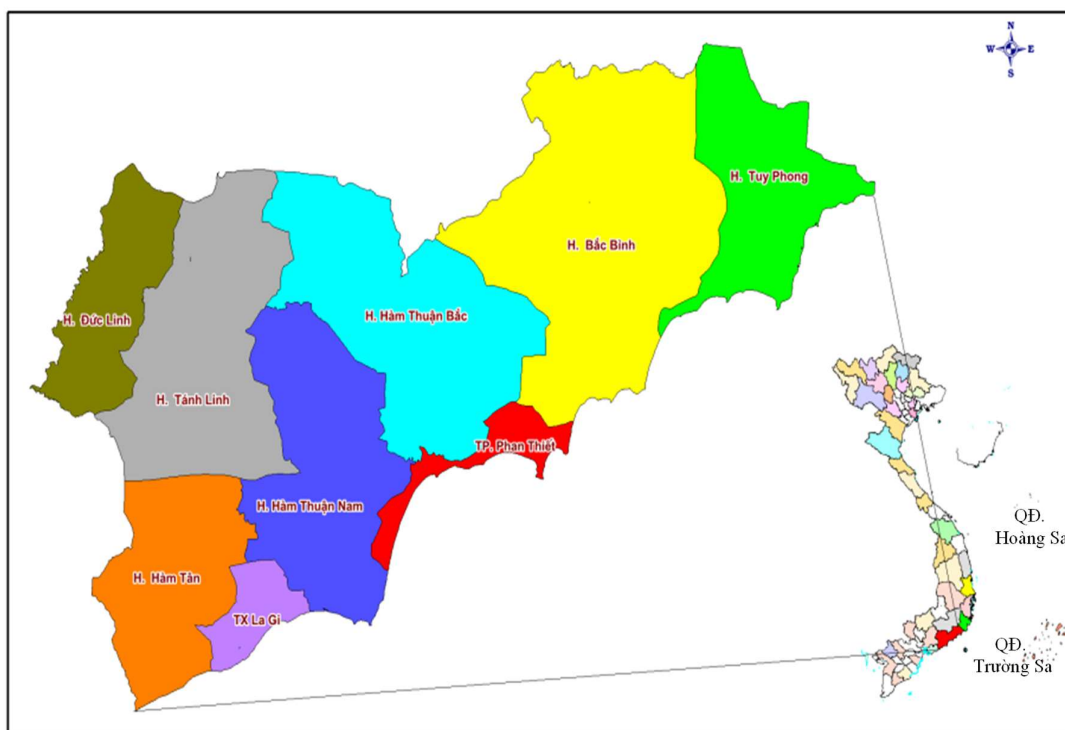 N
W E
S
H. Tuy Phong
H. Bắc Bình
H. Đức Linh
H. Hàm Thuận Bắc
H. Tánh Linh
TP. Phan Thiết
H. Hàm Thuận Nam
H. Hàm Tân
TX La Gi
QĐ.
Hoàng Sa
QĐ.
Trường Sa